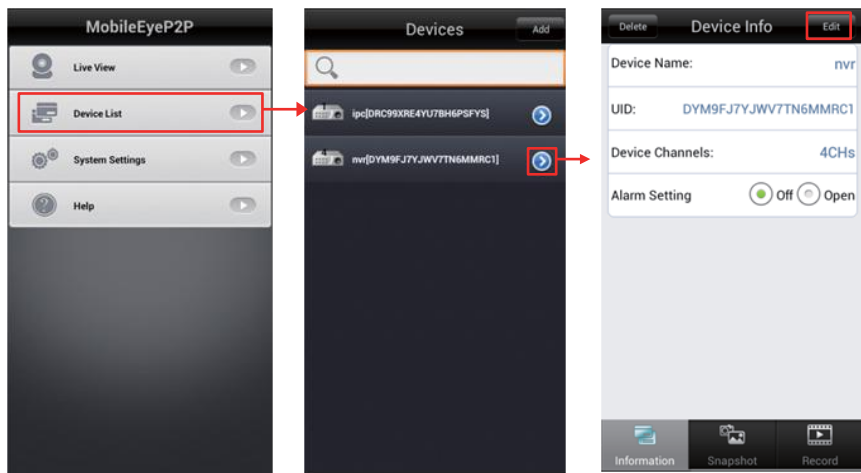 MobileEyeP2P
Live View
Device List
System Settings
Help
Devices
Add
ipc[DRC99XRE4YU7BH6PSFYS]
nvr[DYM9FJ7YJWV7TN6MMRC1]
Delete
Device Info
Edit
Device Name: nvr
UID: DYM9FJ7YJWV7TN6MMRC1
Device Channels: 4CHs
Alarm Setting Off Open
Information Snapshot Record